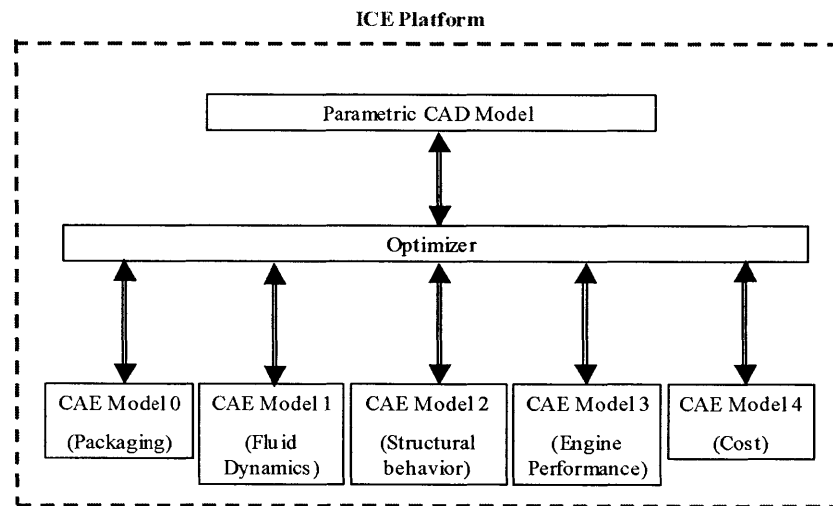 ICE Platform
Parametric CAD Model
Optimizer
CAE Model 0
(Packaging)
CAE Model 1
(Fluid
Dynamics)
CAE Model 2
(Structural
behavior)
CAE Model 3
(Engine
Performance)
CAE Model 4
(Cost)